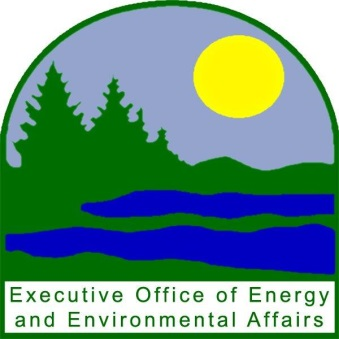 Executive Office of Energy
and Environmental Affairs